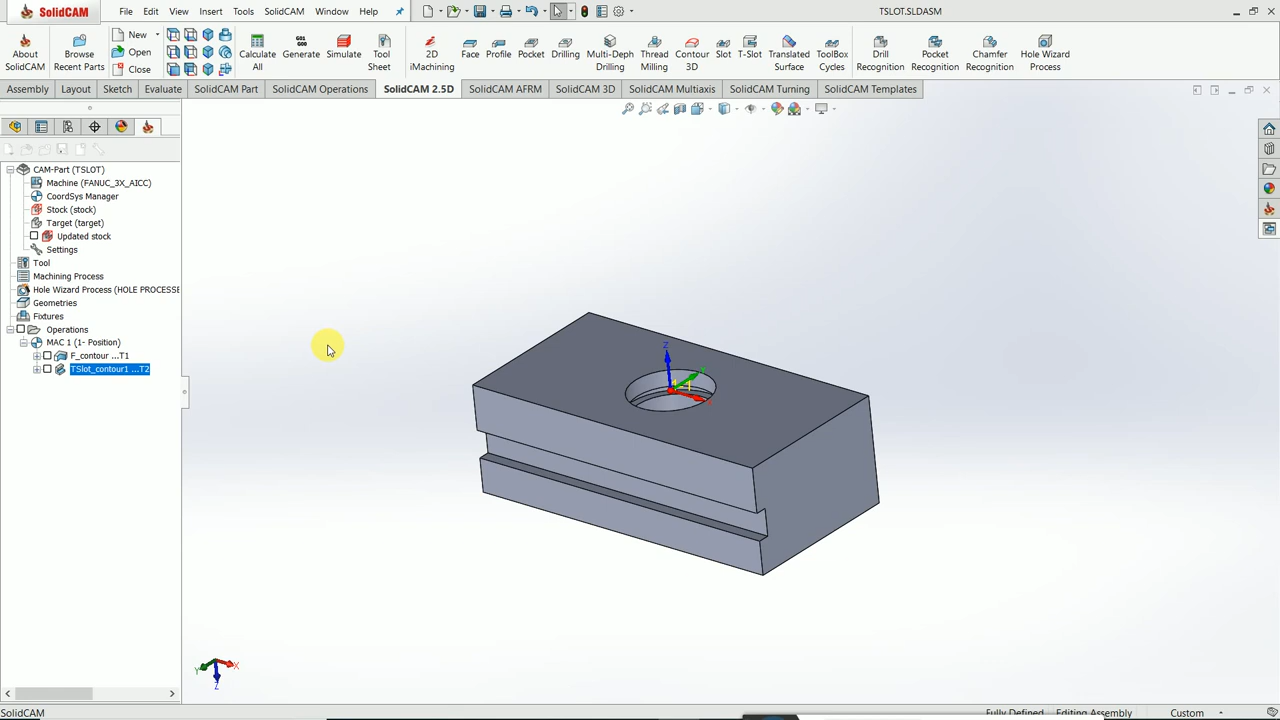 SolidCAM
File Edit View Insert Tools SolidCAM Window Help
TSLOT.SLDASM
About SolidCAM
Browse Recent Parts
New
Open
Close
Calculate All
Generate
G01
G00
Simulate
Tool Sheet
2D iMachining
Face
Profile
Pocket
Drilling
Multi-Depth Drilling
Thread Milling
Contour 3D
Slot
T-Slot
Translated Surface
ToolBox Cycles
Drill Recognition
Pocket Recognition
Chamfer Recognition
Hole Wizard Process
Assembly Layout Sketch Evaluate SolidCAM Part SolidCAM Operations SolidCAM 2.5D SolidCAM AFRM SolidCAM 3D SolidCAM Multiaxis SolidCAM Turning SolidCAM Templates
CAM-Part (TSLOT)
Machine (FANUC_3X_AICC)
CoordSys Manager
Stock (stock)
Target (target)
Updated stock
Settings
Tool
Machining Process
Hole Wizard Process (HOLE PROCESSE
Geometries
Fixtures
Operations
MAC 1 (1- Position)
F_contour ...T1
TSlot_contour1 ...T2
Z
Y X
Z
SolidCAM
Fully Defined Editing Assembly Custom